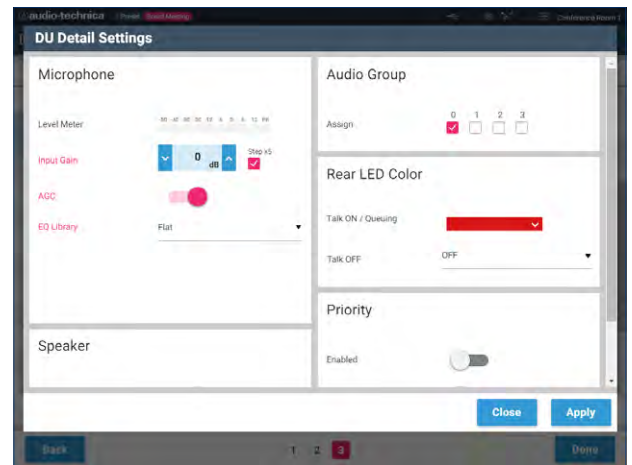 audio-technica
Conference Room 1
DU Detail Settings
Microphone
Level Meter
Input Gain
0 dB
Step x5
AGC
EQ Library
Flat
Speaker
Audio Group
Assign
0 1 2 3
Rear LED Color
Talk ON / Queuing
Talk OFF
OFF
Priority
Enabled
Close
Apply
Back
1 2 3
Done